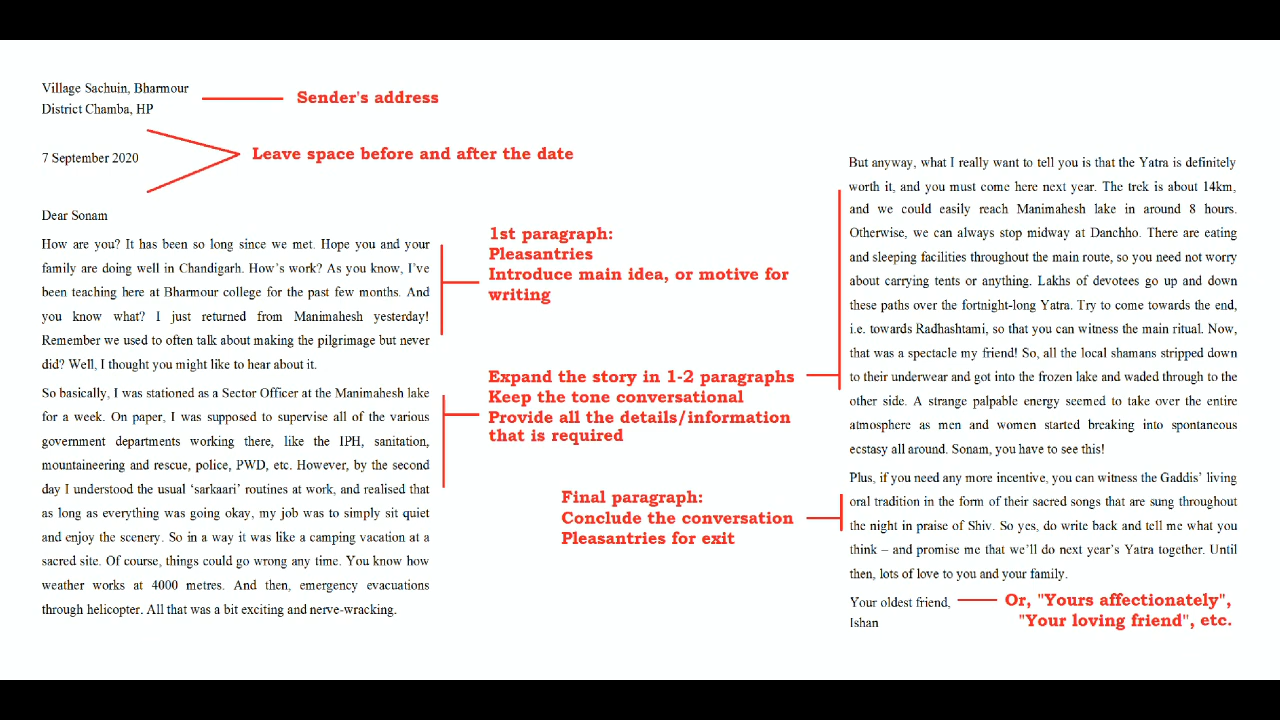 Village Sachuin, Bharmour
District Chamba, HP
Sender's address
7 September 2020
Leave space before and after the date
Dear Sonam
How are you? It has been so long since we met. Hope you and your
family are doing well in Chandigarh. How's work? As you know, I've
been teaching here at Bharmour college for the past few months. And
you know what? I just returned from Manimahesh yesterday!
Remember we used to often talk about making the pilgrimage but never
did? Well, I thought you might like to hear about it.
1st paragraph:
Pleasantries
Introduce main idea, or motive for
writing
So basically, I was stationed as a Sector Officer at the Manimahesh lake
for a week. On paper, I was supposed to supervise all of the various
government departments working there, like the IPH, sanitation,
mountaineering and rescue, police, PWD, etc. However, by the second
day I understood the usual ‘sarkaari’ routines at work, and realised that
as long as everything was going okay, my job was to simply sit quiet
and enjoy the scenery. So in a way it was like a camping vacation at a
sacred site. Of course, things could go wrong any time. You know how
weather works at 4000 metres. And then, emergency evacuations
through helicopter. All that was a bit exciting and nerve-wracking.
Expand the story in 1-2 paragraphs
Keep the tone conversational
Provide all the details/information
that is required
But anyway, what I really want to tell you is that the Yatra is definitely
worth it, and you must come here next year. The trek is about 14km,
and we could easily reach Manimahesh lake in around 8 hours.
Otherwise, we can always stop midway at Danchho. There are eating
and sleeping facilities throughout the main route, so you need not worry
about carrying tents or anything. Lakhs of devotees go up and down
these paths over the fortnight-long Yatra. Try to come towards the end,
i.e. towards Radhashtami, so that you can witness the main ritual. Now,
that was a spectacle my friend! So, all the local shamans stripped down
to their underwear and got into the frozen lake and waded through to the
other side. A strange palpable energy seemed to take over the entire
atmosphere as men and women started breaking into spontaneous
ecstasy all around. Sonam, you have to see this!
Final paragraph:
Conclude the conversation
Pleasantries for exit
Plus, if you need any more incentive, you can witness the Gaddis’ living
oral tradition in the form of their sacred songs that are sung throughout
the night in praise of Shiv. So yes, do write back and tell me what you
think – and promise me that we’ll do next year’s Yatra together. Until
then, lots of love to you and your family.
Your oldest friend,
Ishan
Or, "Yours affectionately",
"Your loving friend", etc.